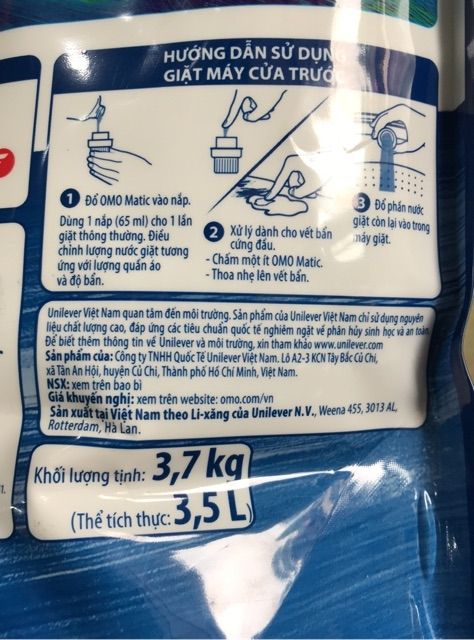 HƯỚNG DẪN SỬ DỤNG
GIẶT MÁY CỬA TRƯỚC
1 Đổ OMO Matic vào nắp.
Dùng 1 nắp (65 ml) cho 1 lần
giặt thông thường. Điều
chỉnh lượng nước giặt tương
ứng với lượng quần áo
và độ bẩn.
2 Xử lý dành cho vết bẩn
cứng đầu.
- Chấm một ít OMO Matic.
- Thoa nhẹ lên vết bẩn.
3 Đổ phần nước
giặt còn lại vào trong
máy giặt.
Unilever Việt Nam quan tâm đến môi trường. Sản phẩm của Unilever Việt Nam chỉ sử dụng nguyên
liệu chất lượng cao, đáp ứng các tiêu chuẩn quốc tế nghiêm ngặt về phân hủy sinh học và an toàn.
Để biết thêm thông tin về Unilever và môi trường, xin tham khảo www.unilever.com
Sản phẩm của: Công ty TNHH Quốc Tế Unilever Việt Nam. Lô A2-3 KCN Tây Bắc Củ Chi,
xã Tân An Hội, huyện Củ Chi, Thành phố Hồ Chí Minh, Việt Nam.
NSX: xem trên bao bì
Giá khuyến nghị: xem trên website: omo.com/vn
Sản xuất tại Việt Nam theo Li-xăng của Unilever N.V., Weena 455, 3013 AL,
Rotterdam, Hà Lan.
Khối lượng tịnh: 3,7 kg
(Thể tích thực: 3,5 L)